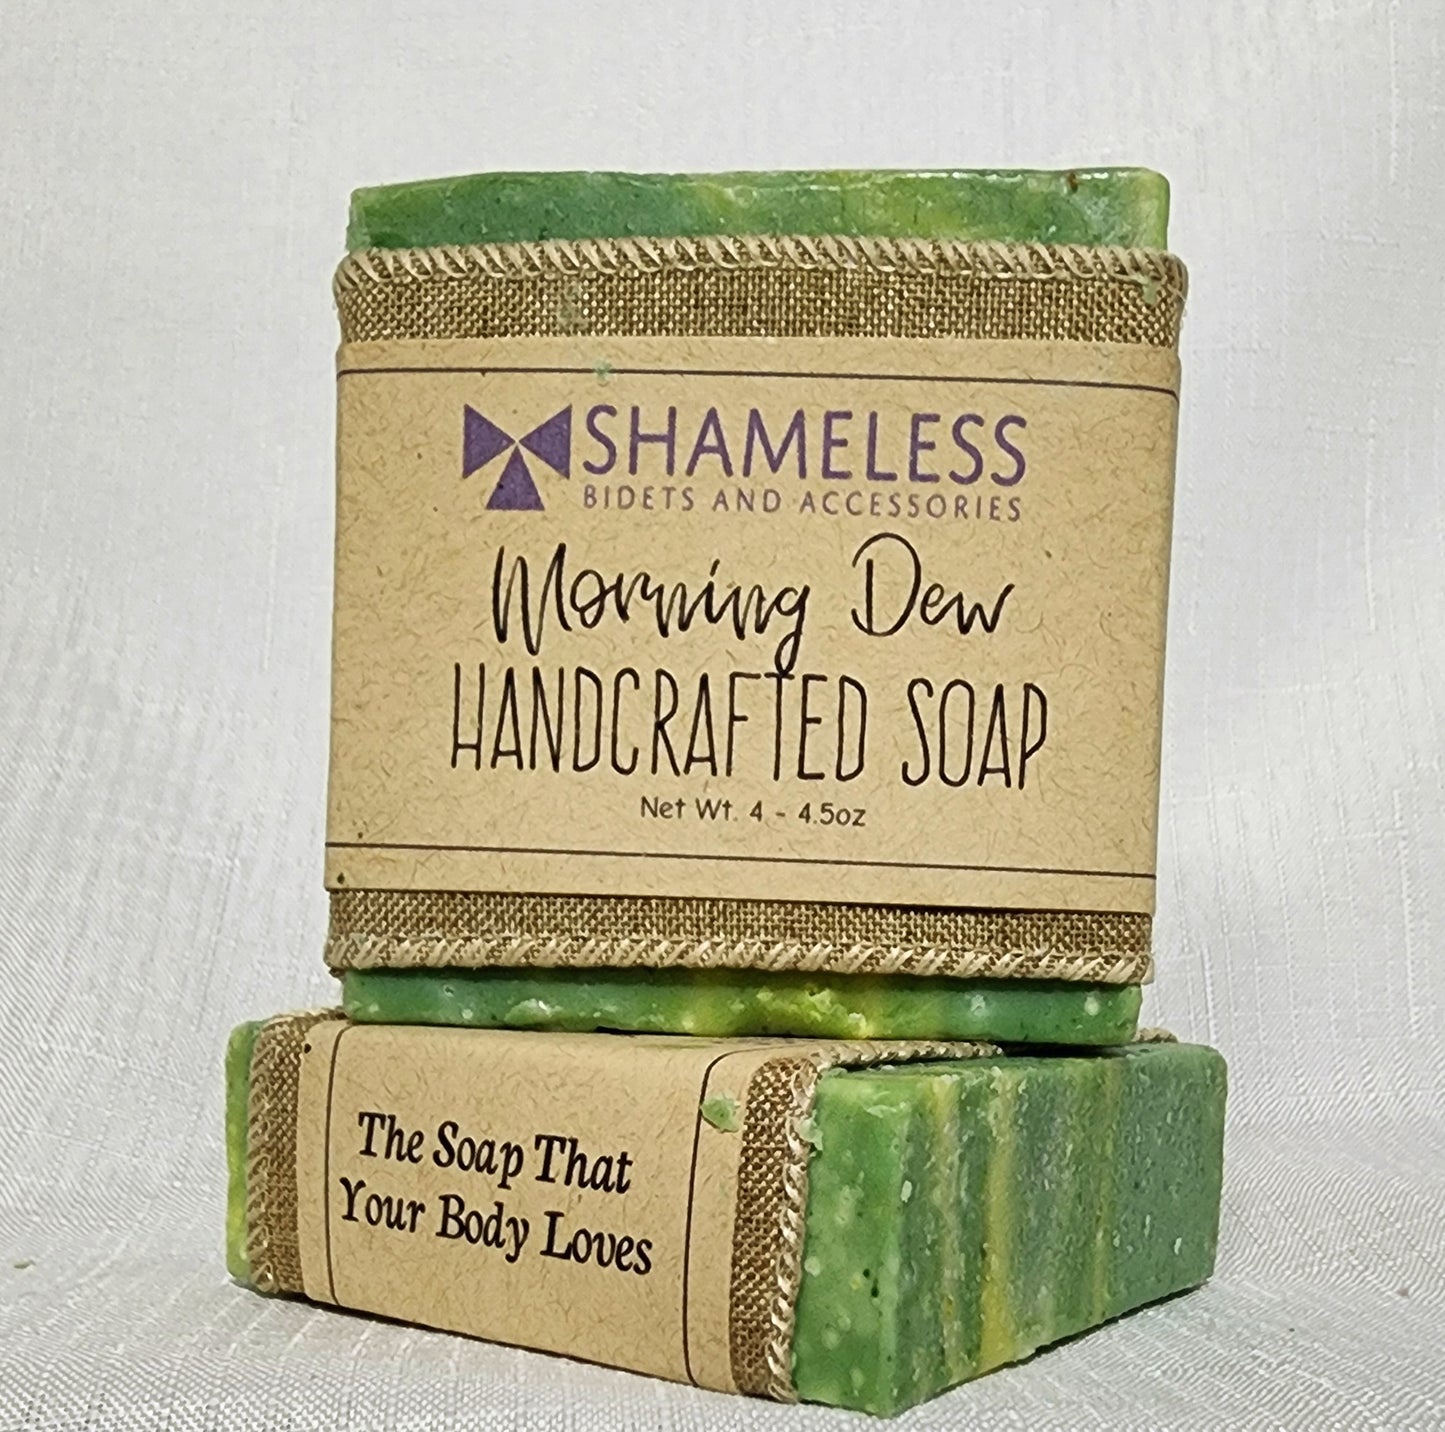 SHAMELESS
BIDETS AND ACCESSORIES
Morning Dew
HANDCRAFTED SOAP
Net Wt. 4 - 4.5oz
The Soap That
Your Body Loves